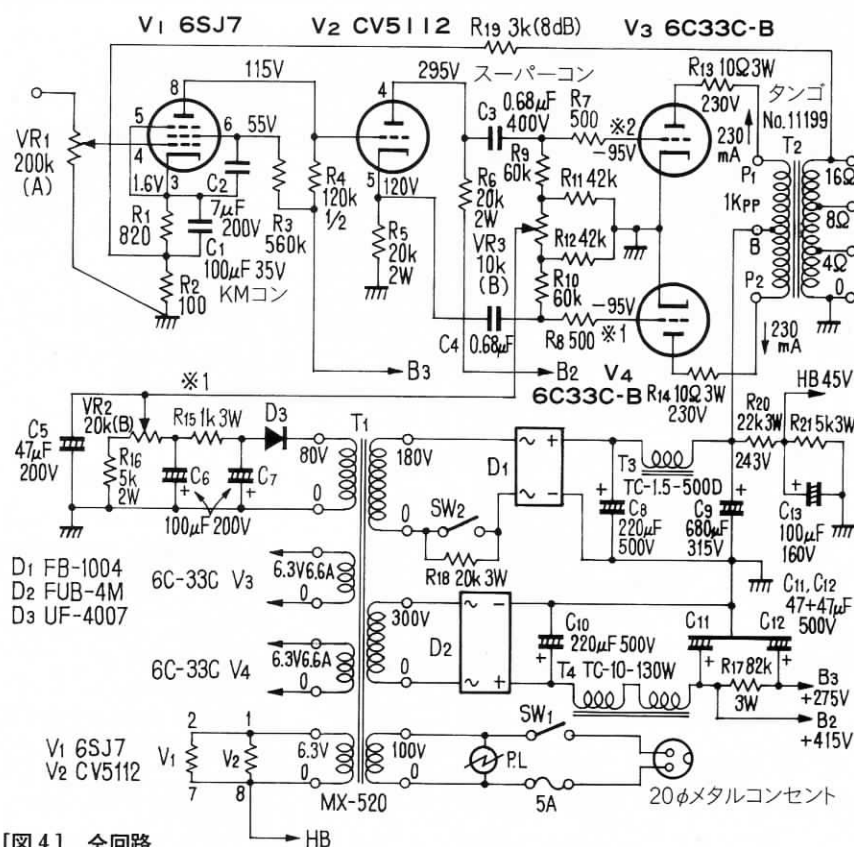 V1 6SJ7
V2 CV5112
R19 3k(8dB)
V3 6C33C-B
8
115V
4
295V
スーパーコン
R13 10Ω3W
230V
タンゴ
No.11199
T2
VR1
200k
(A)
5
4
6
55V
1.6V
3
C2
7μF
200V
R1
820
R2
100
C1
100μF 35V
KMコン
R3
560k
R4
120k
1/2
5
120V
R5
20k
2W
C3
0.68μF
400V
R6
20k
2W
R7
500
※2
-95V
R9
60k
R11 42k
VR3
10k
(B)
R12 42k
R10
60k
-95V
R8 500
※1
C4
0.68μF
B3
B2
V4
6C33C-B
R14 10Ω3W
230V
230
mA
P1
1KPP
B
P2
230
mA
16Ω
8Ω
4Ω
0
※1
C5
47μF
200V
VR2
20k(B)
R15 1k3W
D3
R16
5k
2W
C6
C7
100μF 200V
T1
80V
0
180V
0
D1
SW2
R18 20k3W
T3
TC-1.5-500D
C8
220μF
500V
C9
680μF
315V
243V
R20
22k3W
HB45V
R21 5k3W
C13
100μF
160V
D1 FB-1004
D2 FUB-4M
D3 UF-4007
6C-33C V3
6.3V6.6A
6C-33C V4
6.3V6.6A
300V
0
D2
C10
220μF 500V
T4 TC-10-130W
C11, C12
47+47μF
500V
C11
C12
R17 82k
3W
B3
+275V
B2
+415V
V1 6SJ7
V2 CV5112
2
V1
7
1
V2
8
6.3V
0
100V
0
MX-520
SW1
P.L
5A
20φメタルコンセント
HB
[図4] 全回路